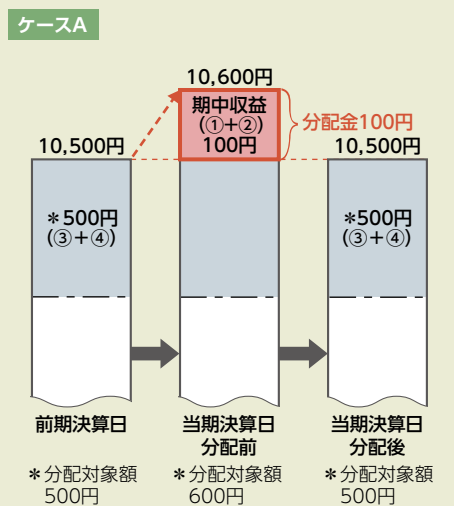 ケースA
10,600円
期中収益
(①+②)
100円
分配金100円
10,500円
10,500円
＊500円
(③+④)
＊500円
(③+④)
前期決算日
当期決算日
分配前
当期決算日
分配後
＊分配対象額
500円
＊分配対象額
600円
＊分配対象額
500円